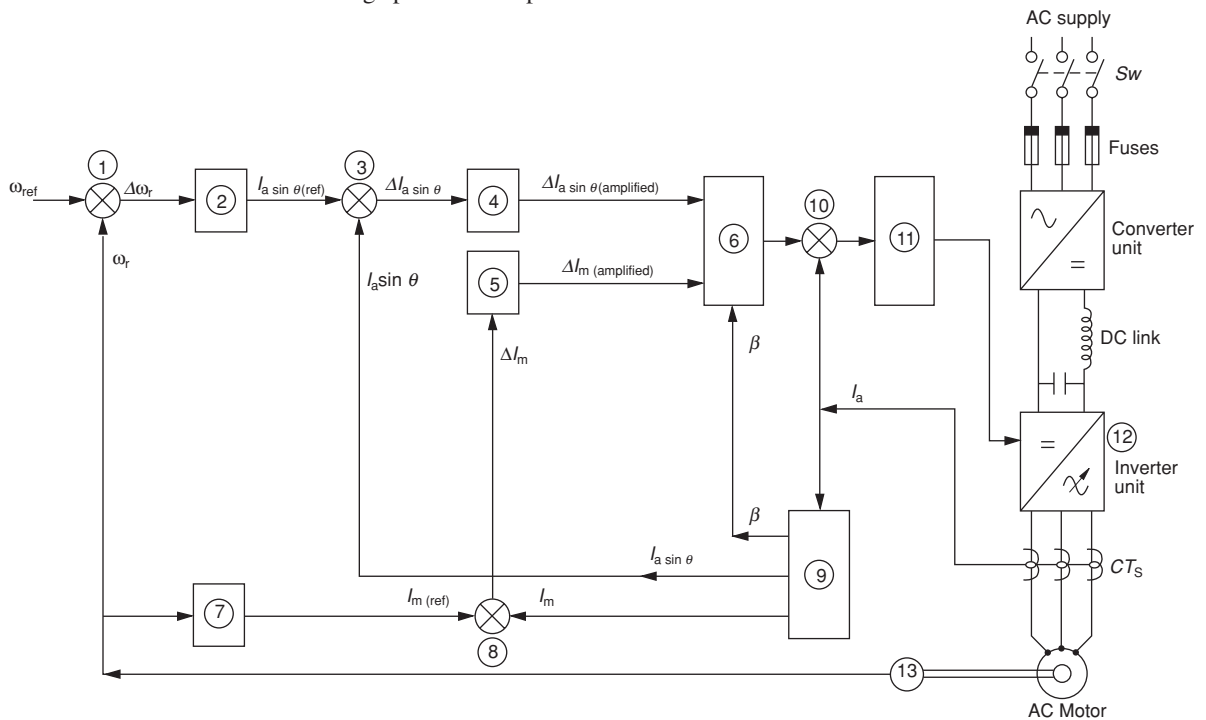 AC supply
Sw
Fuses
Converter
unit
DC link
12
Inverter
unit
CTS
AC Motor
1
ωref
Δωr
ωr
2
Ia sin θ(ref)
3
ΔIa sin θ
Iasin θ
4
ΔIa sin θ(amplified)
5
ΔIm (amplified)
ΔIm
6
β
10
11
Ia
β
Ia sin θ
9
7
Im (ref)
Im
8
13